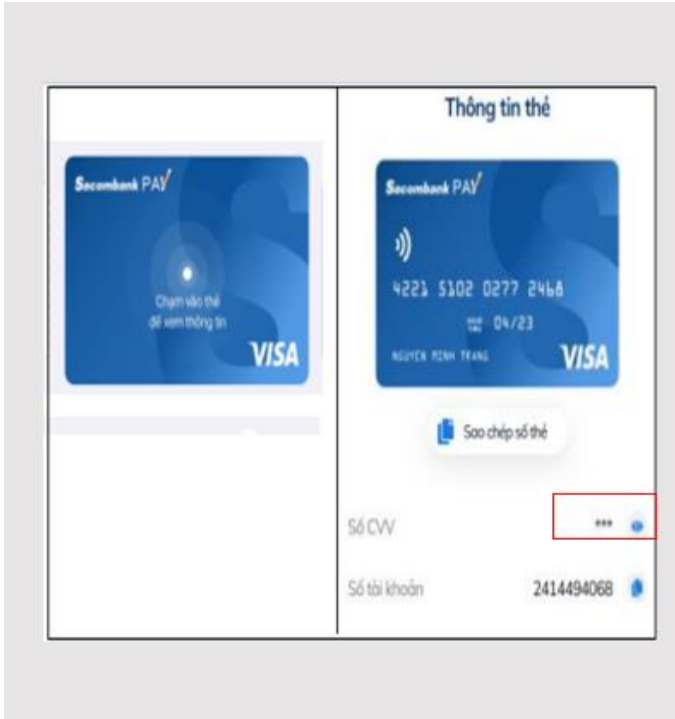 Sacombank PAY
Chạm vào thẻ
để xem thông tin
VISA
Thông tin thẻ
Sacombank PAY
4221 5102 0277 2468
04/23
NGUYEN MINH TRANG
VISA
Sao chép số thẻ
Số CVV ***
Số tài khoản 2414494068